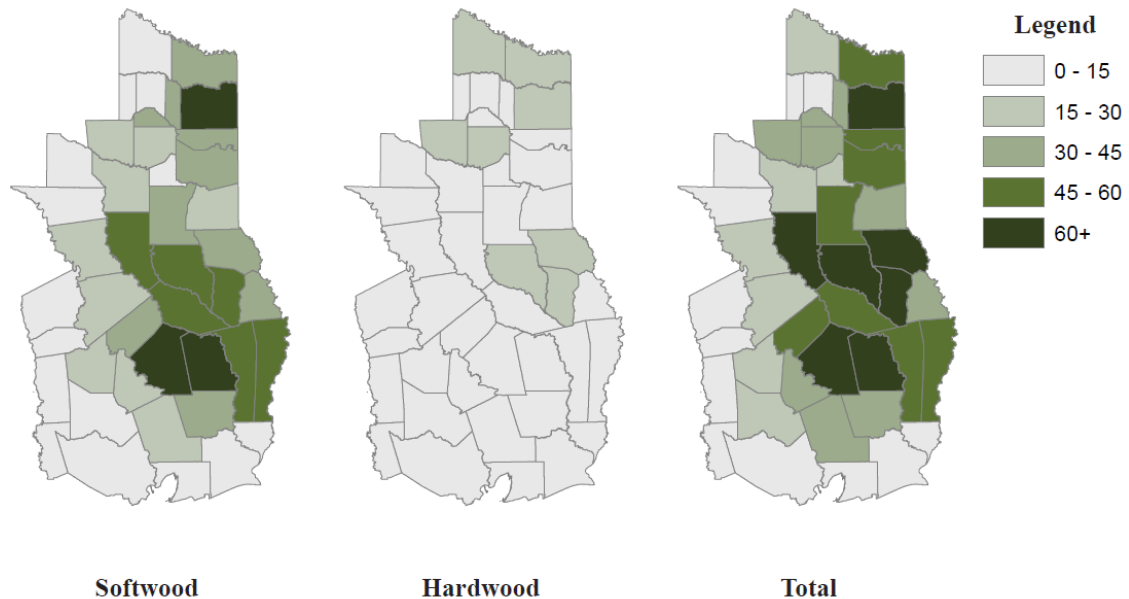 Legend
0 - 15
15 - 30
30 - 45
45 - 60
60+
Softwood
Hardwood
Total